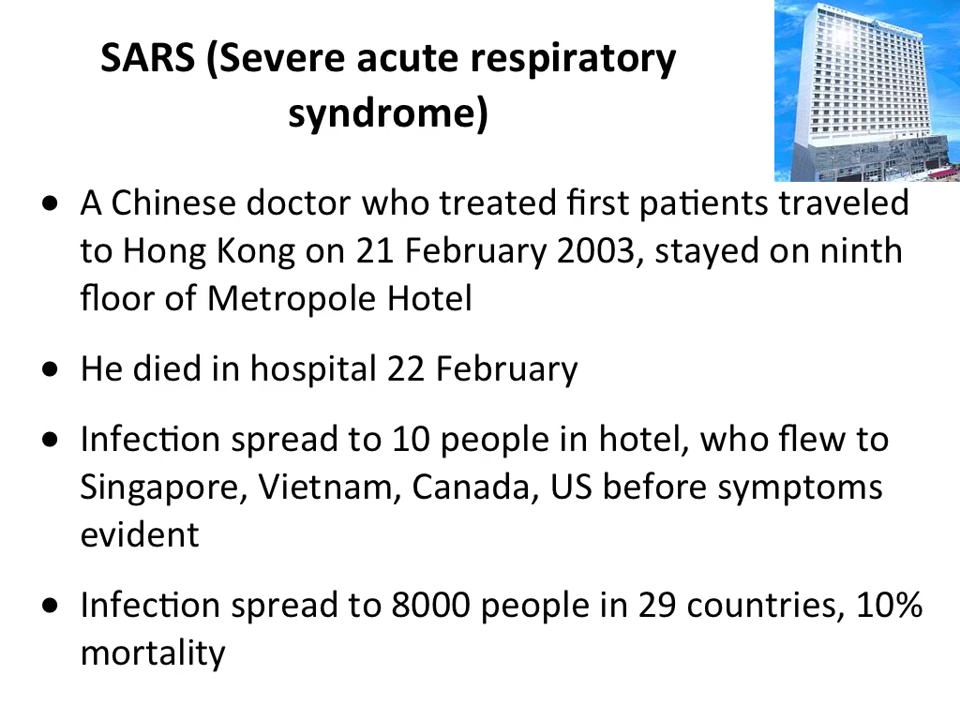 SARS (Severe acute respiratory
syndrome)
• A Chinese doctor who treated first patients traveled
to Hong Kong on 21 February 2003, stayed on ninth
floor of Metropole Hotel
• He died in hospital 22 February
• Infection spread to 10 people in hotel, who flew to
Singapore, Vietnam, Canada, US before symptoms
evident
• Infection spread to 8000 people in 29 countries, 10%
mortality